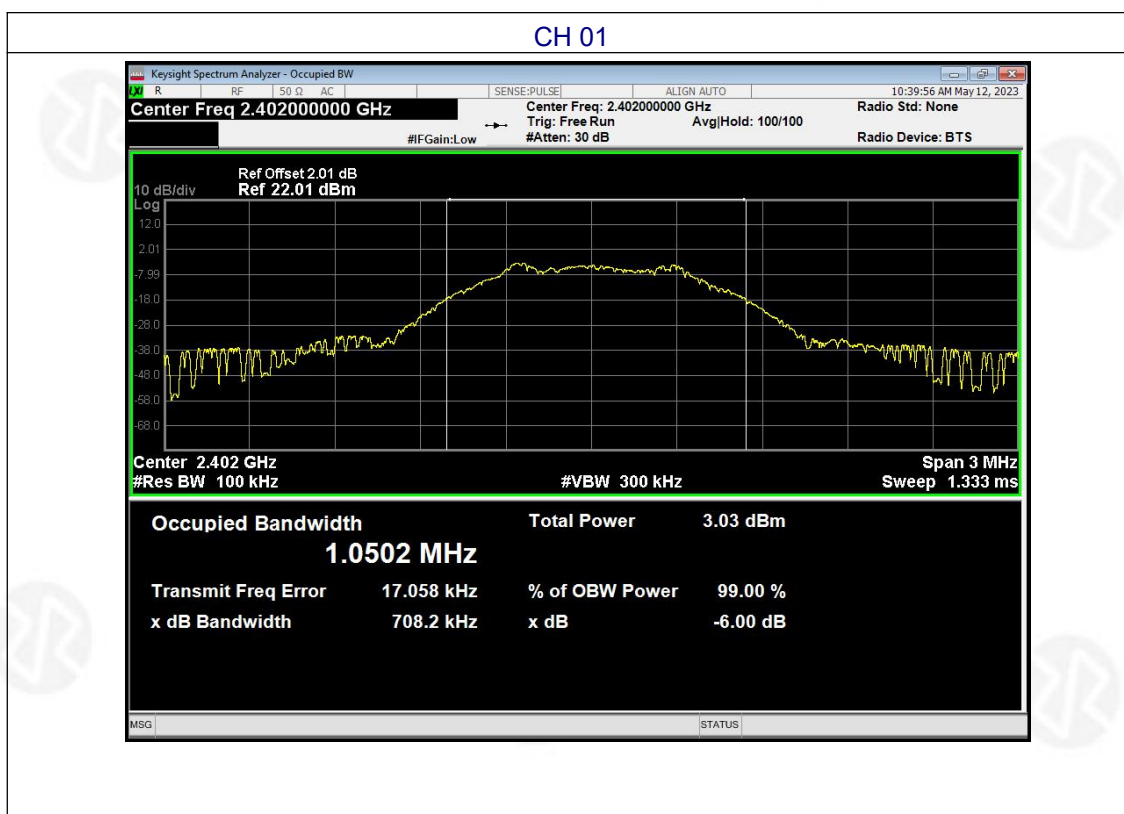 CH 01
Keysight Spectrum Analyzer - Occupied BW
LXI R RF 50 Ω AC SENSE:PULSE ALIGN AUTO 10:39:56 AM May 12, 2023
Center Freq 2.402000000 GHz Center Freq: 2.402000000 GHz Radio Std: None
Trig: Free Run Avg|Hold: 100/100
#IFGain:Low #Atten: 30 dB Radio Device: BTS
Ref Offset 2.01 dB
10 dB/div Ref 22.01 dBm
Log
12.0
2.01
-7.99
-18.0
-28.0
-38.0
-48.0
-58.0
-68.0
Center 2.402 GHz Span 3 MHz
#Res BW 100 kHz #VBW 300 kHz Sweep 1.333 ms
Occupied Bandwidth Total Power 3.03 dBm
1.0502 MHz
Transmit Freq Error 17.058 kHz % of OBW Power 99.00 %
x dB Bandwidth 708.2 kHz x dB -6.00 dB
MSG STATUS